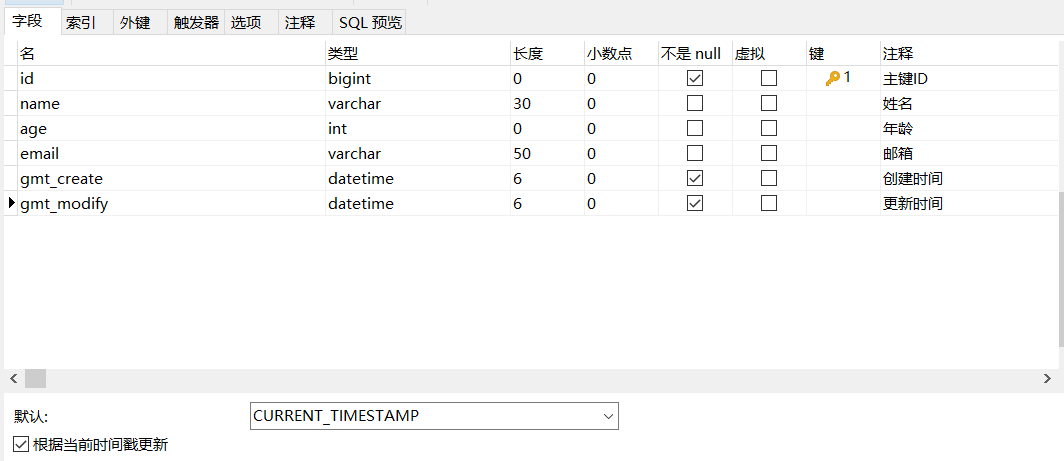 字段 索引 外键 触发器 选项 注释 SQL 预览
名 类型 长度 小数点 不是 null 虚拟 键 注释
id bigint 0 0 1 主键ID
name varchar 30 0 姓名
age int 0 0 年龄
email varchar 50 0 邮箱
gmt_create datetime 6 0 创建时间
gmt_modify datetime 6 0 更新时间
默认: CURRENT_TIMESTAMP
根据当前时间戳更新